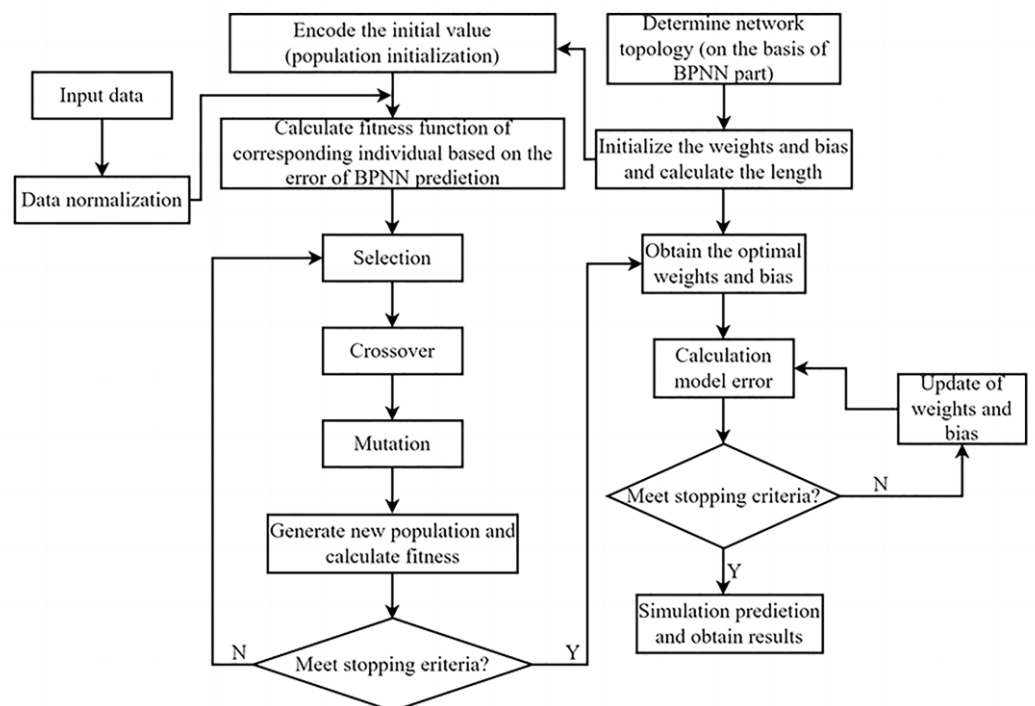 Encode the initial value
(population initialization)
Determine network
topology (on the basis of
BPNN part)
Input data
Calculate fitness function of
corresponding individual based on the
error of BPNN predietion
Initialize the weights and bias
and calculate the length
Data normalization
Selection
Obtain the optimal
weights and bias
Crossover
Calculation
model error
Update of
weights and
bias
Mutation
Meet stopping criteria?
N
Generate new population and
calculate fitness
Y
Simulation predietion
and obtain results
N
Meet stopping eriteria?
Y